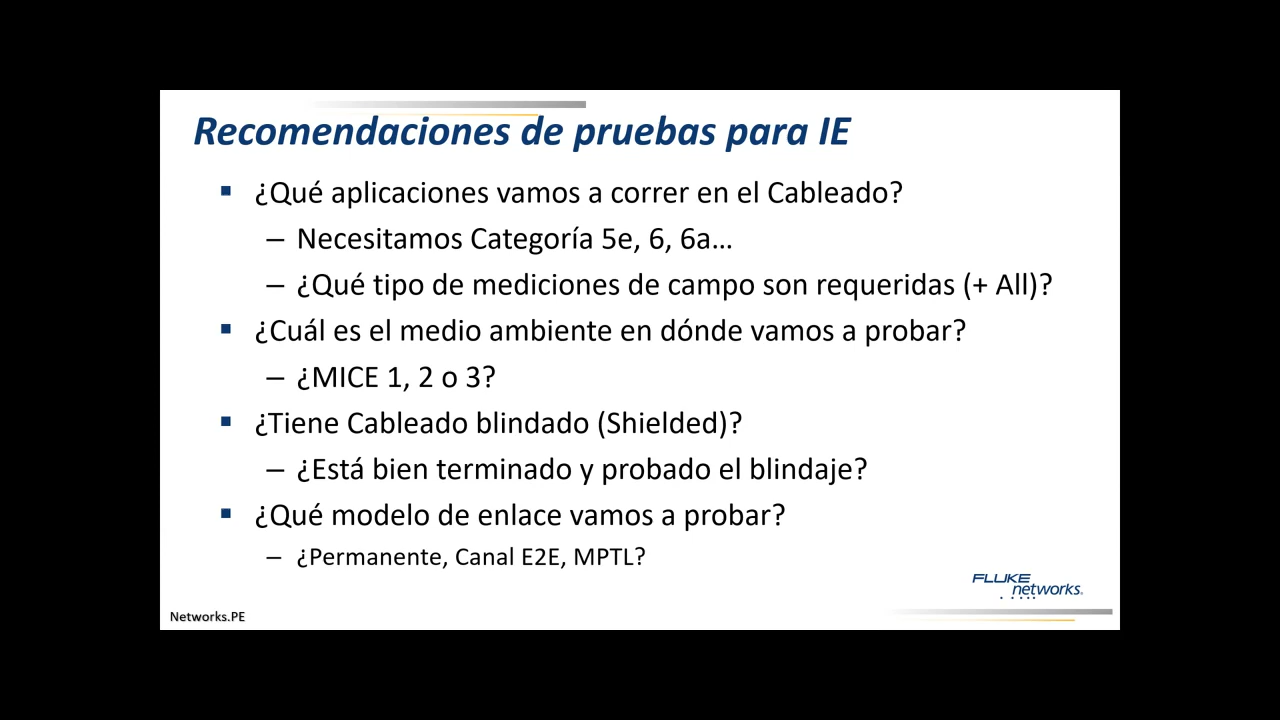 Recomendaciones de pruebas para IE
▪ ¿Qué aplicaciones vamos a correr en el Cableado?
– Necesitamos Categoría 5e, 6, 6a...
– ¿Qué tipo de mediciones de campo son requeridas (+ All)?
▪ ¿Cuál es el medio ambiente en dónde vamos a probar?
– ¿MICE 1, 2 o 3?
▪ ¿Tiene Cableado blindado (Shielded)?
– ¿Está bien terminado y probado el blindaje?
▪ ¿Qué modelo de enlace vamos a probar?
– ¿Permanente, Canal E2E, MPTL?
FLUKE
networks.
Networks.PE